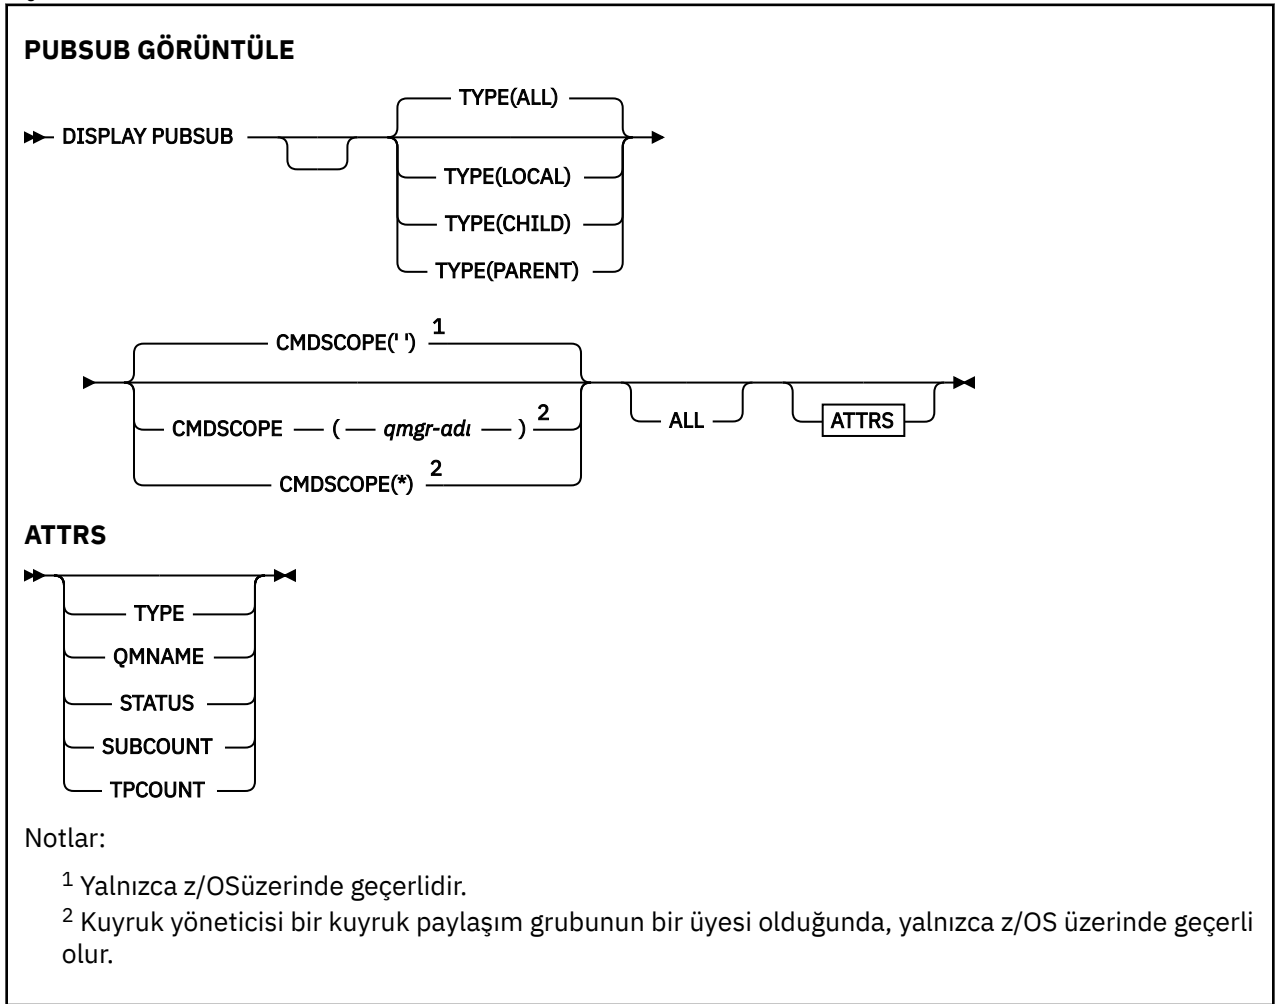 PUBSUB GÖRÜNTÜLE
TYPE(ALL)
DISPLAY PUBSUB
TYPE(LOCAL)
TYPE(CHILD)
TYPE(PARENT)
CMDSCOPE(' ') 1
CMDSCOPE ( qmgr-adı ) 2
ALL
ATTRS
CMDSCOPE(*) 2
ATTRS
TYPE
QMNAME
STATUS
SUBCOUNT
TPCOUNT
Notlar:
1 Yalnızca z/OSüzerinde geçerlidir.
2 Kuyruk yöneticisi bir kuyruk paylaşım grubunun bir üyesi olduğunda, yalnızca z/OS üzerinde geçerli
olur.